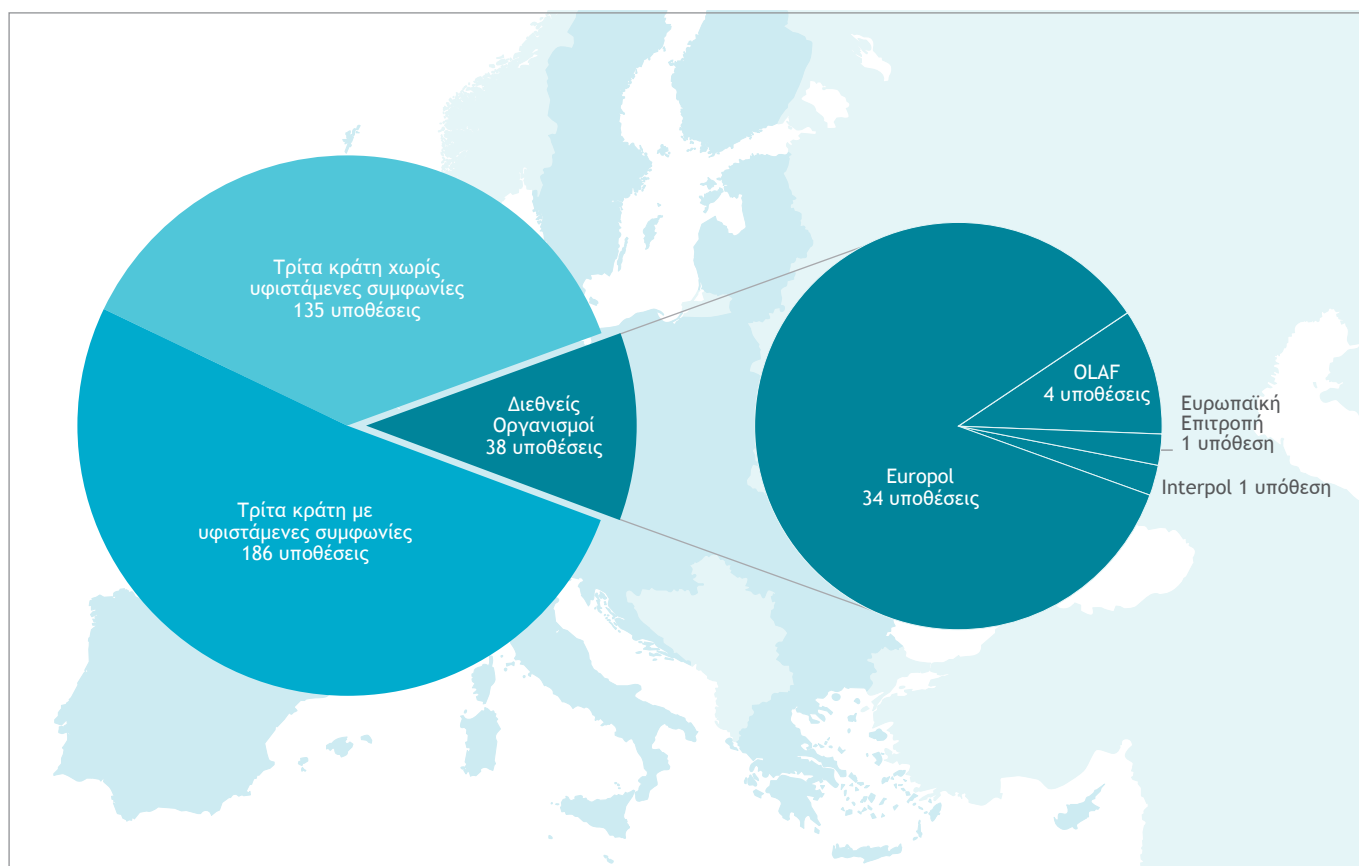 Τρίτα κράτη χωρίς
υφιστάμενες συμφωνίες
135 υποθέσεις
Διεθνείς
Οργανισμοί
38 υποθέσεις
Τρίτα κράτη με
υφιστάμενες συμφωνίες
186 υποθέσεις
OLAF
4 υποθέσεις
Ευρωπαϊκή
Επιτροπή
1 υπόθεση
Interpol 1 υπόθεση
Europol
34 υποθέσεις